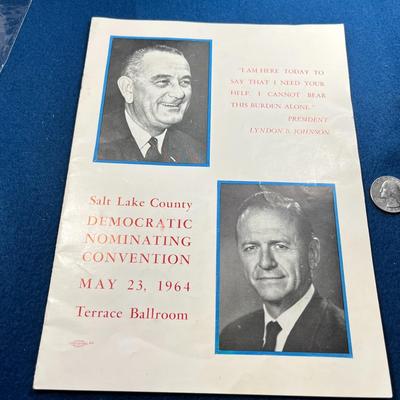 "I AM HERE TODAY TO
SAY THAT I NEED YOUR
HELP. I CANNOT BEAR
THIS BURDEN ALONE."
PRESIDENT
LYNDON B. JOHNSON
Salt Lake County
DEMOCRATIC
NOMINATING
CONVENTION
MAY 23, 1964
Terrace Ballroom